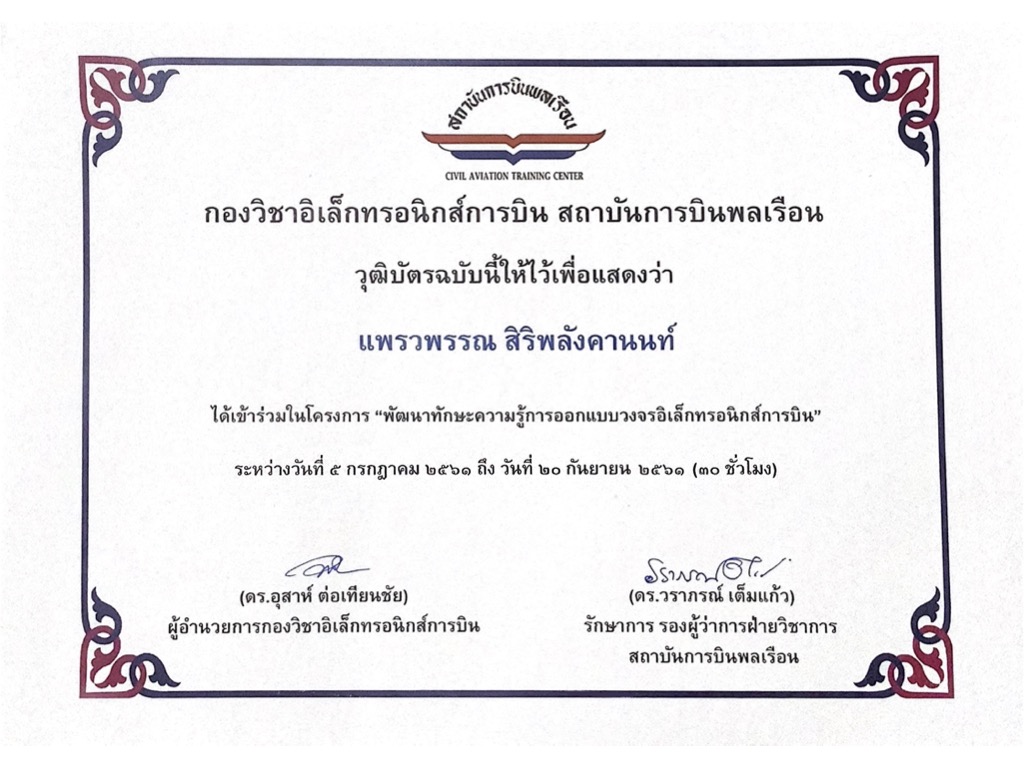 สถาบันการบินพลเรือน
CIVIL AVIATION TRAINING CENTER
กองวิชาอิเล็กทรอนิกส์การบิน สถาบันการบินพลเรือน
วุฒิบัตรฉบับนี้ให้ไว้เพื่อแสดงว่า
แพรวพรรณ สิริพลังคานนท์
ได้เข้าร่วมในโครงการ “พัฒนาทักษะความรู้การออกแบบวงจรอิเล็กทรอนิกส์การบิน”
ระหว่างวันที่ ๕ กรกฎาคม ๒๕๖๑ ถึง วันที่ ๒๐ กันยายน ๒๕๖๑ (๓๐ ชั่วโมง)
(ดร.อุสาห์ ต่อเทียนชัย)
ผู้อำนวยการกองวิชาอิเล็กทรอนิกส์การบิน
(ดร.วราภรณ์ เต็มแก้ว)
รักษาการ รองผู้ว่าการฝ่ายวิชาการ
สถาบันการบินพลเรือน